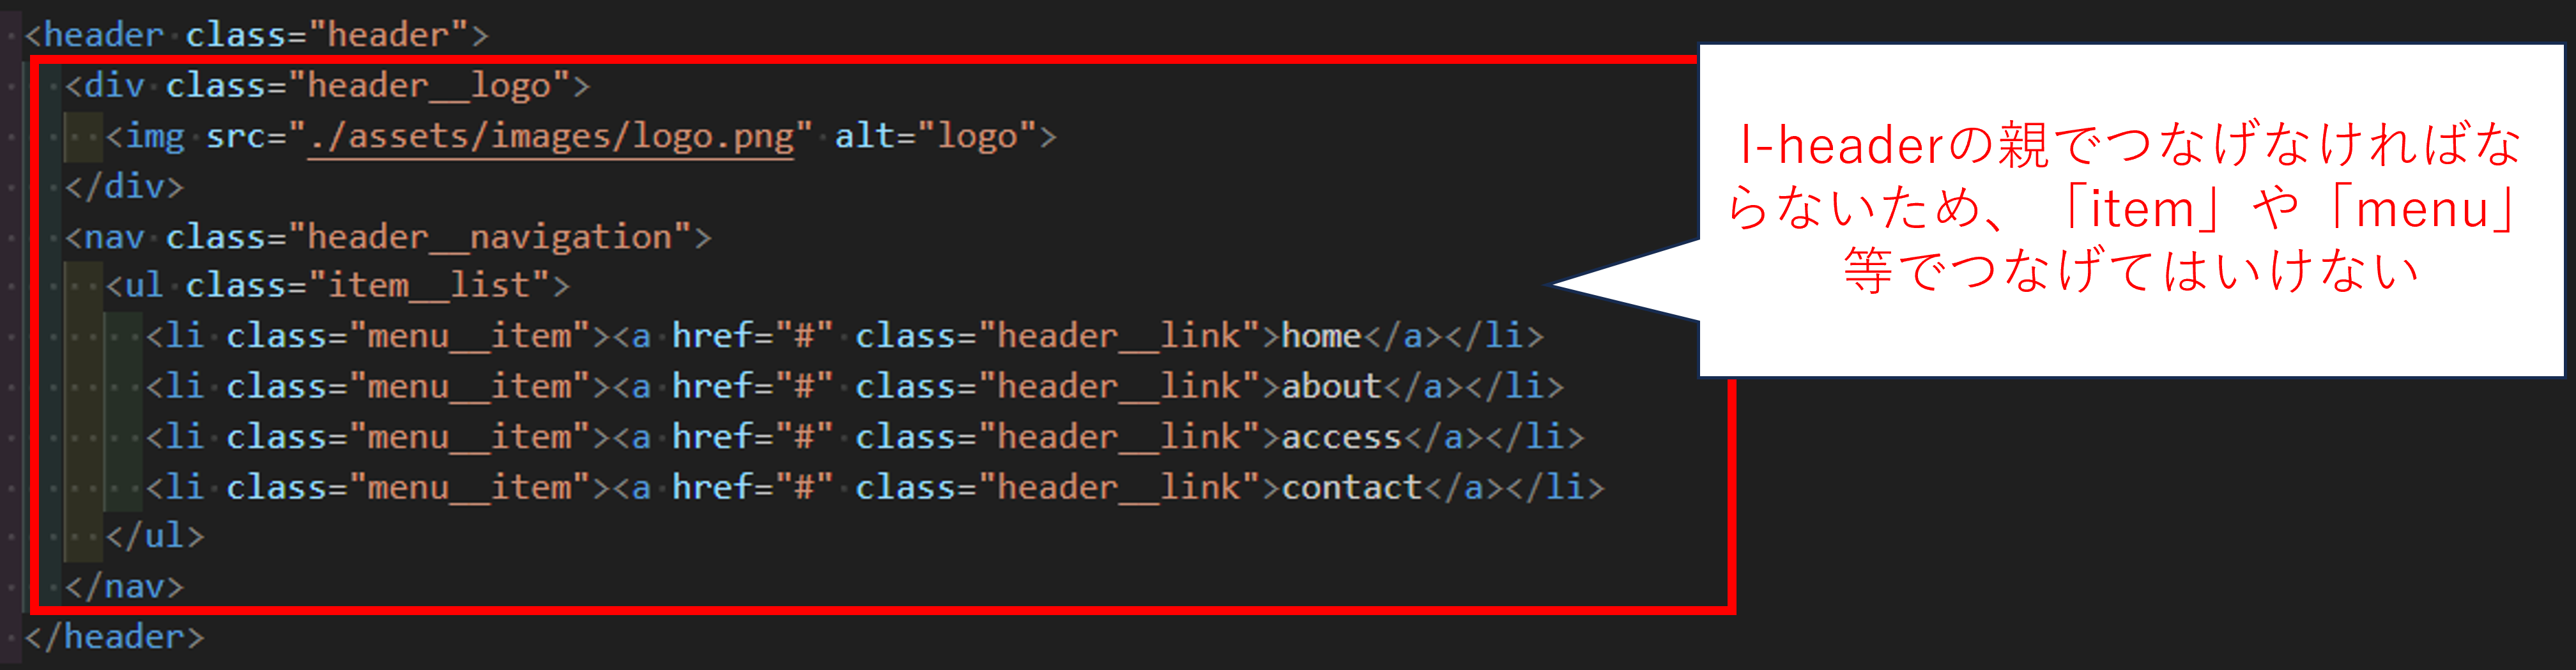 <header class="header">
<div class="header__logo">
<img src="./assets/images/logo.png" alt="logo">
</div>
<nav class="header__navigation">
<ul class="item__list">
<li class="menu__item"><a href="#" class="header__link">home</a></li>
<li class="menu__item"><a href="#" class="header__link">about</a></li>
<li class="menu__item"><a href="#" class="header__link">access</a></li>
<li class="menu__item"><a href="#" class="header__link">contact</a></li>
</ul>
</nav>
</header>
l-headerの親でつなげなければな
らないため、「item」や「menu」
等でつなげてはいけない